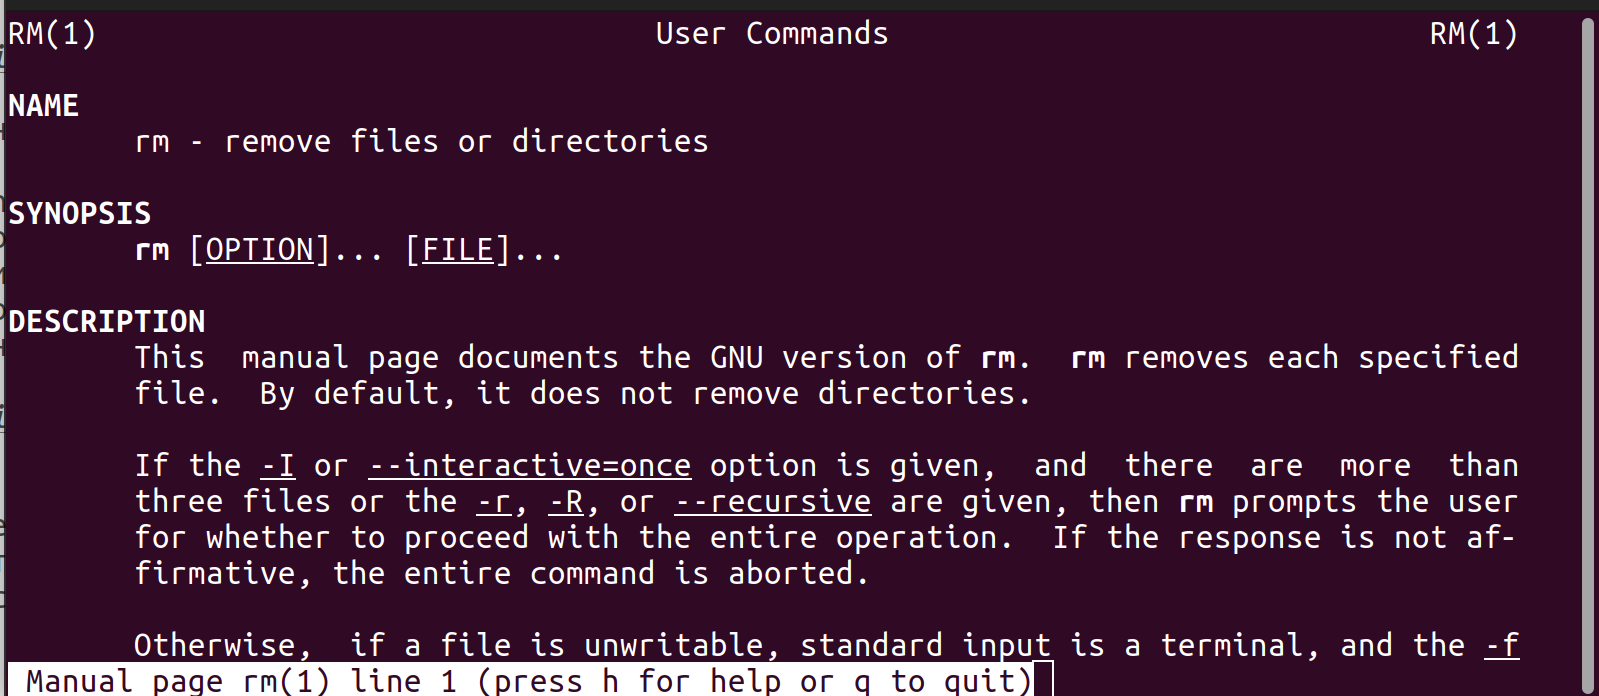 RM(1) User Commands RM(1)
NAME
rm - remove files or directories
SYNOPSIS
rm [OPTION]... [FILE]...
DESCRIPTION
This manual page documents the GNU version of rm. rm removes each specified
file. By default, it does not remove directories.
If the -I or --interactive=once option is given, and there are more than
three files or the -r, -R, or --recursive are given, then rm prompts the user
for whether to proceed with the entire operation. If the response is not af-
firmative, the entire command is aborted.
Otherwise, if a file is unwritable, standard input is a terminal, and the -f
Manual page rm(1) line 1 (press h for help or q to quit)